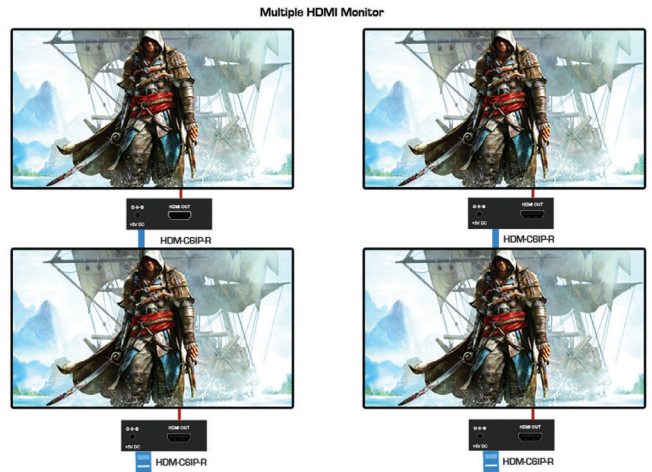 Multiple HDMI Monitor
HDMI OUT
+5V DC
HDM-C6IP-R
HDMI OUT
+5V DC
HDM-C6IP-R
HDMI OUT
+5V DC
HDM-C6IP-R
HDMI OUT
+5V DC
HDM-C6IP-R